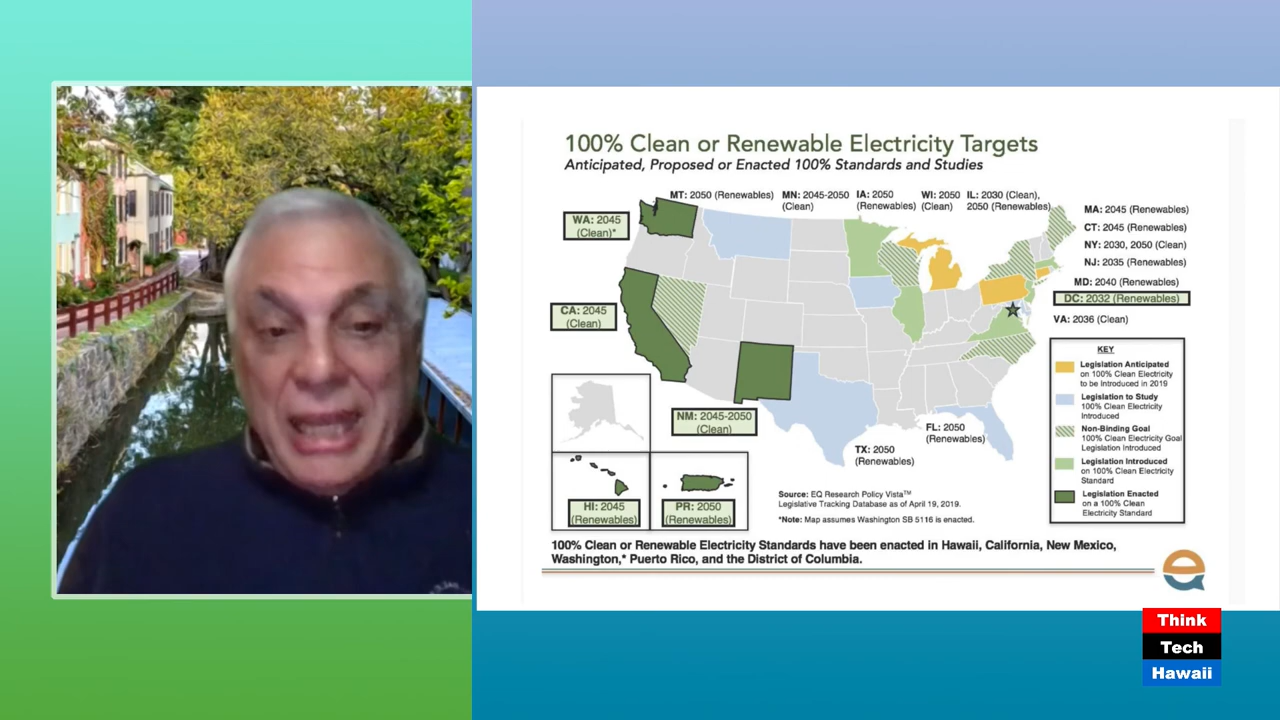 100% Clean or Renewable Electricity Targets
Anticipated, Proposed or Enacted 100% Standards and Studies
MT: 2050 (Renewables)
MN: 2045-2050
(Clean)
IA: 2050
(Renewables)
WI: 2050
(Clean)
IL: 2030 (Clean),
2050 (Renewables)
WA: 2045
(Clean)*
MA: 2045 (Renewables)
CT: 2045 (Renewables)
NY: 2030, 2050 (Clean)
NJ: 2035 (Renewables)
MD: 2040 (Renewables)
DC: 2032 (Renewables)
VA: 2036 (Clean)
CA: 2045
(Clean)
NM: 2045-2050
(Clean)
TX: 2050
(Renewables)
FL: 2050
(Renewables)
HI: 2045
(Renewables)
PR: 2050
(Renewables)
KEY
Legislation Anticipated
on 100% Clean Electricity
to be Introduced in 2019
Legislation to Study
100% Clean Electricity
Introduced
Non-Binding Goal
100% Clean Electricity Goal
Legislation Introduced
Legislation Introduced
on 100% Clean Electricity
Standard
Legislation Enacted
on a 100% Clean
Electricity Standard
Source: EQ Research Policy Vista™
Legislative Tracking Database as of April 19, 2019.
*Note: Map assumes Washington SB 5116 is enacted.
100% Clean or Renewable Electricity Standards have been enacted in Hawaii, California, New Mexico,
Washington,* Puerto Rico, and the District of Columbia.
Think
Tech
Hawaii